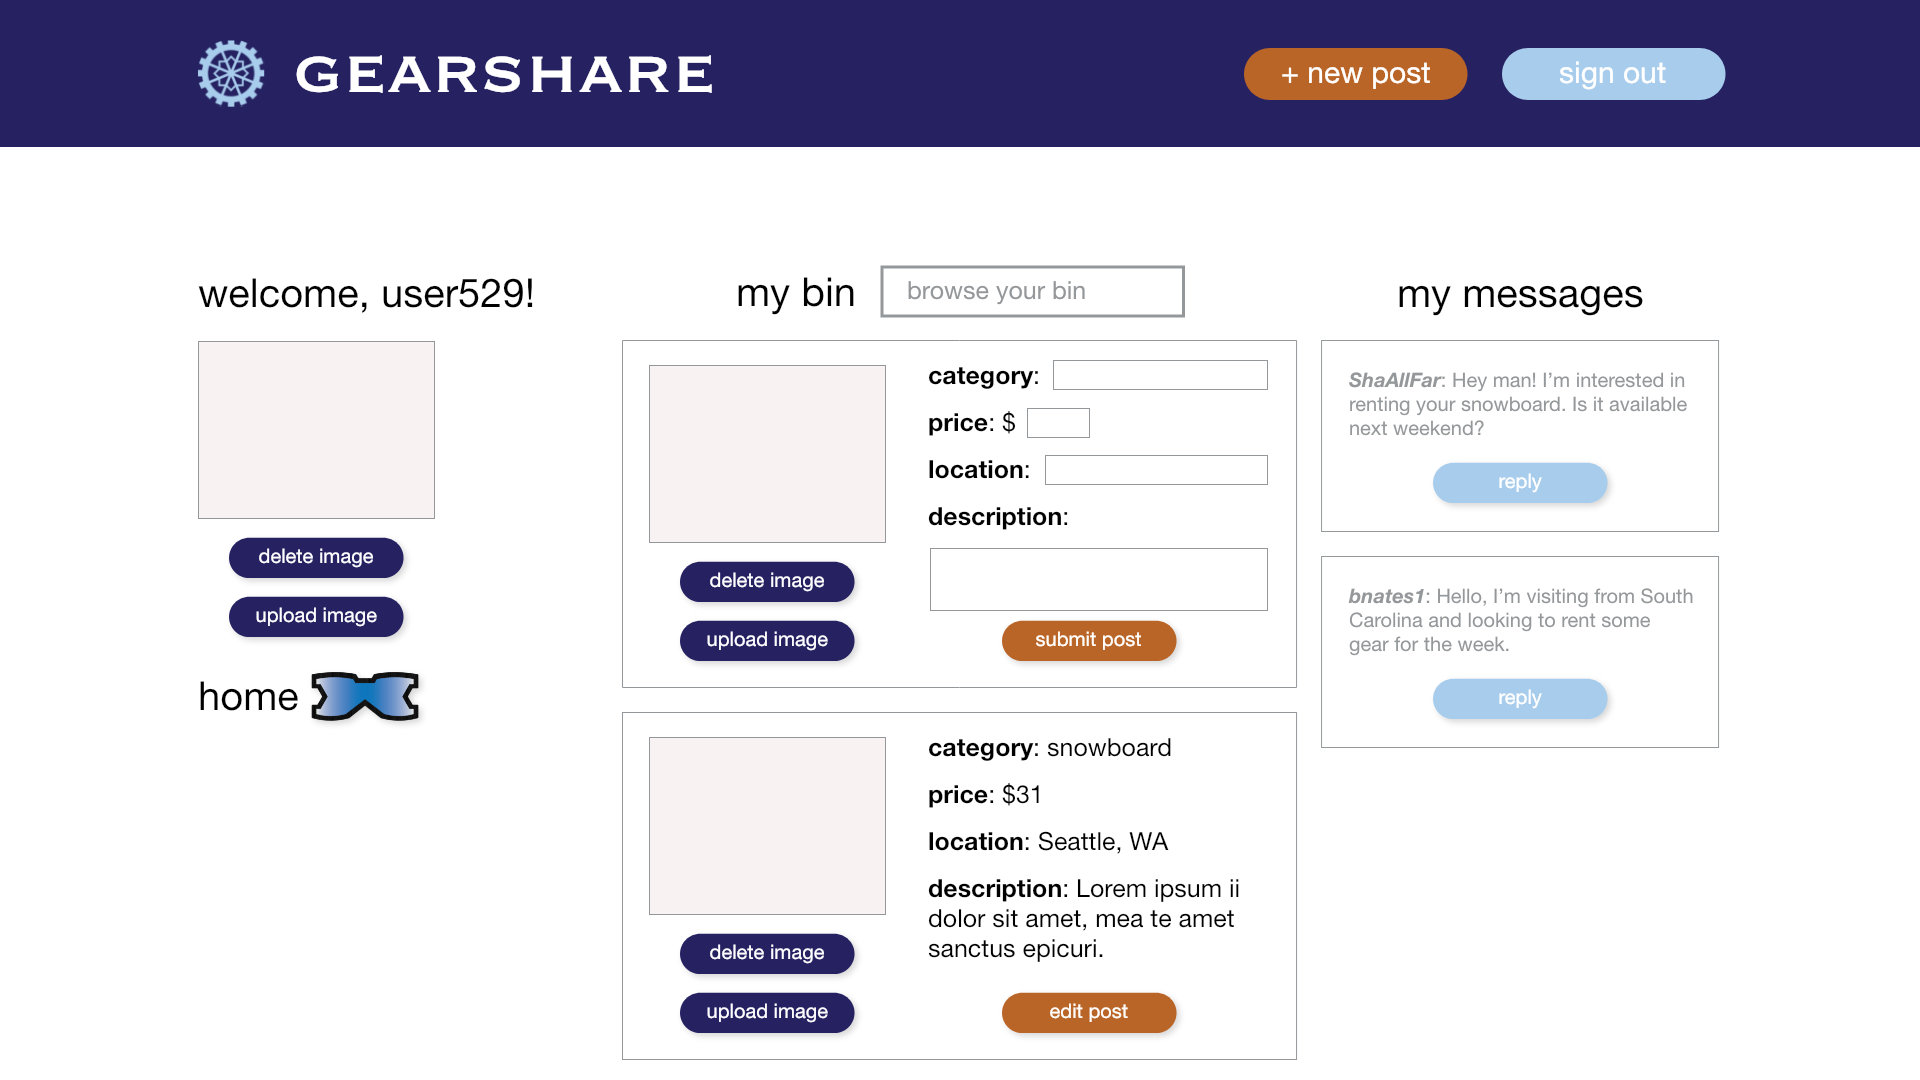 GEARSHARE
+ new post
sign out
welcome, user529!
delete image
upload image
home
my bin
browse your bin
category:
price: $
location:
description:
delete image
upload image
submit post
category: snowboard
price: $31
location: Seattle, WA
description: Lorem ipsum ii
dolor sit amet, mea te amet
sanctus epicuri.
delete image
upload image
edit post
my messages
ShaAllFar: Hey man! I’m interested in
renting your snowboard. Is it available
next weekend?
reply
bnates1: Hello, I’m visiting from South
Carolina and looking to rent some
gear for the week.
reply